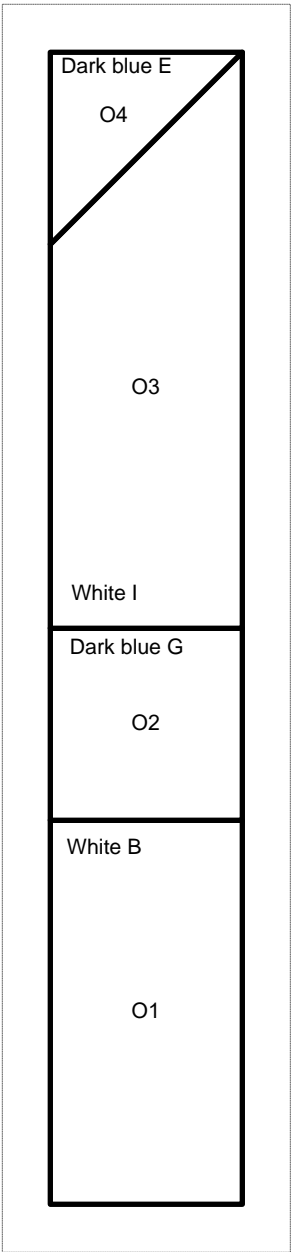 Dark blue E
O4
O3
White I
Dark blue G
O2
White B
O1